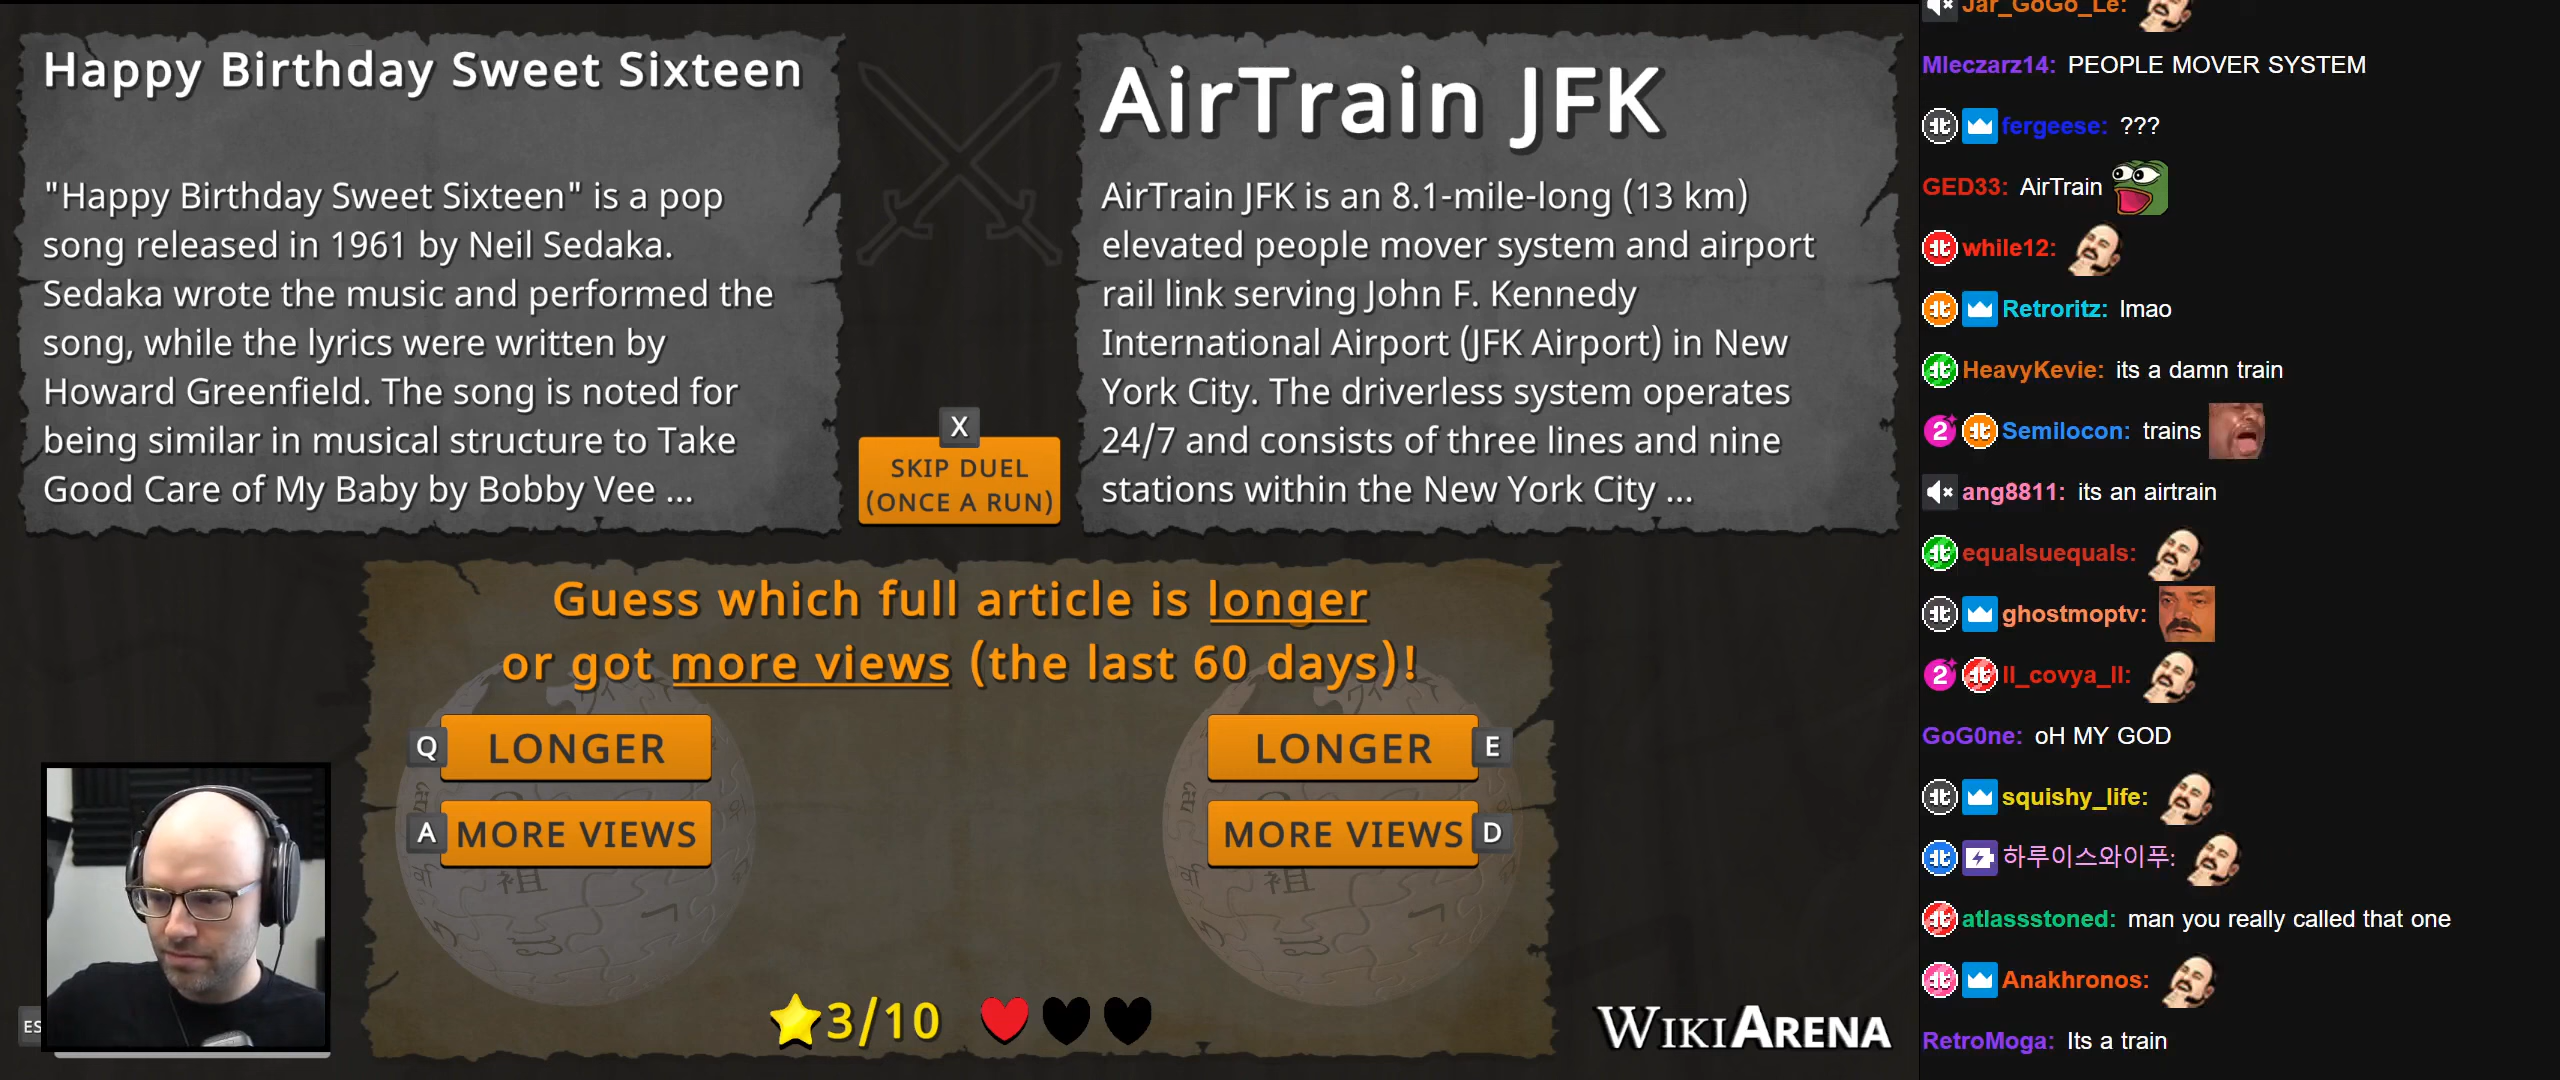 Happy Birthday Sweet Sixteen
"Happy Birthday Sweet Sixteen" is a pop
song released in 1961 by Neil Sedaka.
Sedaka wrote the music and performed the
song, while the lyrics were written by
Howard Greenfield. The song is noted for
being similar in musical structure to Take
Good Care of My Baby by Bobby Vee ...
X
SKIP DUEL
(ONCE A RUN)
AirTrain JFK
AirTrain JFK is an 8.1-mile-long (13 km)
elevated people mover system and airport
rail link serving John F. Kennedy
International Airport (JFK Airport) in New
York City. The driverless system operates
24/7 and consists of three lines and nine
stations within the New York City ...
Guess which full article is longer
or got more views (the last 60 days)!
Q LONGER
A MORE VIEWS
LONGER E
MORE VIEWS D
祖
祖
3/10
ES
WIKIARENA
Jar_GoGo_Le:
Mleczarz14: PEOPLE MOVER SYSTEM
fergeese: ???
GED33: AirTrain
while12:
Retroritz: lmao
HeavyKevie: its a damn train
2 Semilocon: trains
ang8811: its an airtrain
equalsuequals:
ghostmoptv:
2 ll_covya_ll:
GoG0ne: oH MY GOD
squishy_life:
하루이스와이푸:
atlassstoned: man you really called that one
Anakhronos:
RetroMoga: Its a train